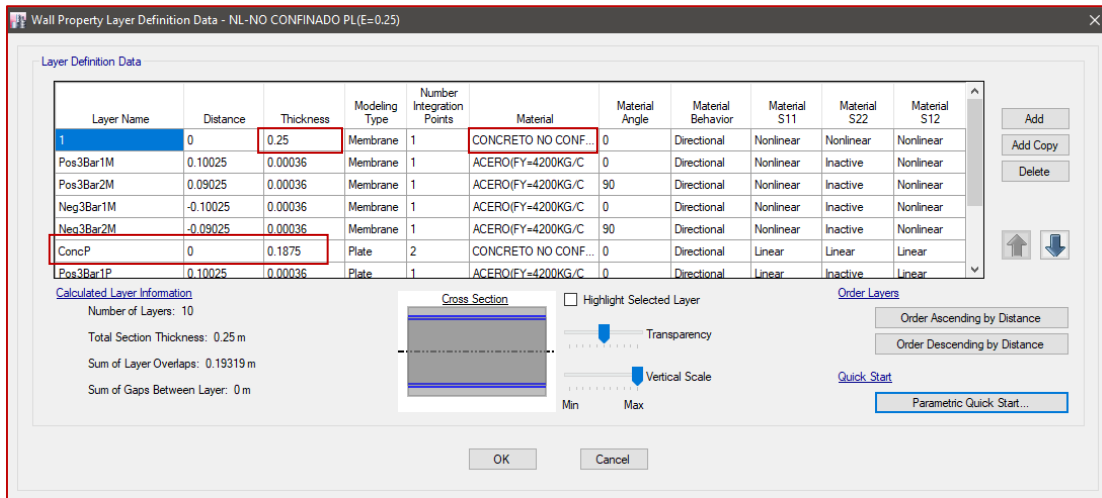 Wall Property Layer Definition Data - NL-NO CONFINADO PL(E=0.25)
Layer Definition Data
Layer Name Distance Thickness Modeling Type Number Integration Points Material Material Angle Material Behavior Material S11 Material S22 Material S12
1 0 0.25 Membrane 1 CONCRETO NO CONF... 0 Directional Nonlinear Nonlinear Nonlinear
Pos3Bar1M 0.10025 0.00036 Membrane 1 ACERO(FY=4200KG/C 0 Directional Nonlinear Inactive Nonlinear
Pos3Bar2M 0.09025 0.00036 Membrane 1 ACERO(FY=4200KG/C 90 Directional Nonlinear Inactive Nonlinear
Neg3Bar1M -0.10025 0.00036 Membrane 1 ACERO(FY=4200KG/C 0 Directional Nonlinear Inactive Nonlinear
Neg3Bar2M -0.09025 0.00036 Membrane 1 ACERO(FY=4200KG/C 90 Directional Nonlinear Inactive Nonlinear
ConcP 0 0.1875 Plate 2 CONCRETO NO CONF... 0 Directional Linear Linear Linear
Pos3Bar1P 0.10025 0.00036 Plate 1 ACERO(FY=4200KG/C 0 Directional Linear Inactive Linear
Add
Add Copy
Delete
Calculated Layer Information
Number of Layers: 10
Total Section Thickness: 0.25 m
Sum of Layer Overlaps: 0.19319 m
Sum of Gaps Between Layer: 0 m
Cross Section
Highlight Selected Layer
Transparency
Vertical Scale
Min Max
Order Layers
Order Ascending by Distance
Order Descending by Distance
Quick Start
Parametric Quick Start...
OK Cancel